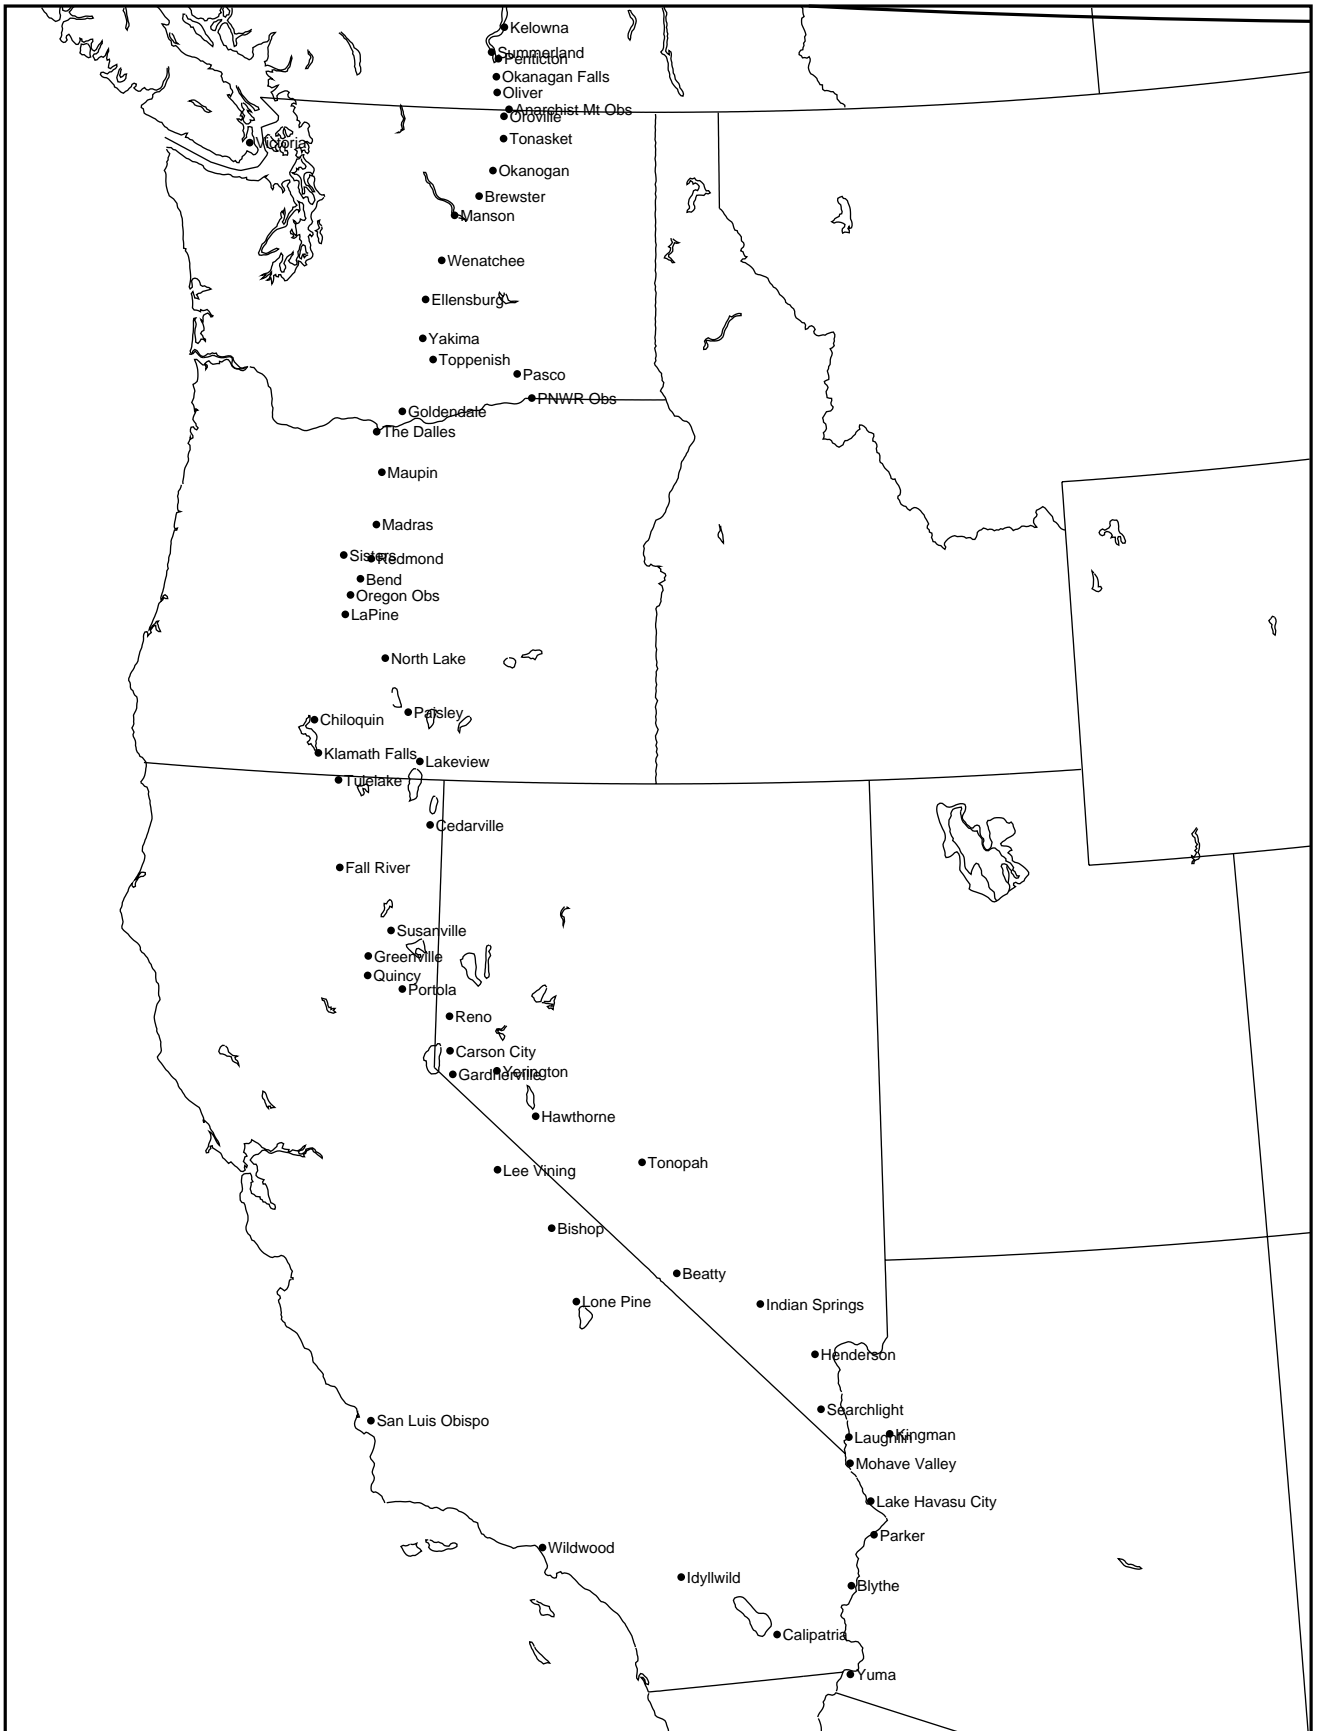 Kelowna
Summerland
Penticton
Okanagan Falls
Oliver
Anarchist Mt Obs
Oroville
Tonasket
Victoria
Okanogan
Brewster
Manson
Wenatchee
Ellensburg
Yakima
Toppenish
Pasco
PNWR Obs
Goldendale
The Dalles
Maupin
Madras
Sisters
Redmond
Bend
Oregon Obs
LaPine
North Lake
Paisley
Chiloquin
Klamath Falls
Lakeview
Tulelake
Cedarville
Fall River
Susanville
Greenville
Quincy
Portola
Reno
Carson City
Yerington
Gardnerville
Hawthorne
Tonopah
Lee Vining
Bishop
Beatty
Lone Pine
Indian Springs
Henderson
Searchlight
San Luis Obispo
Kingman
Laughlin
Mohave Valley
Lake Havasu City
Parker
Wildwood
Idyllwild
Blythe
Calipatria
Yuma